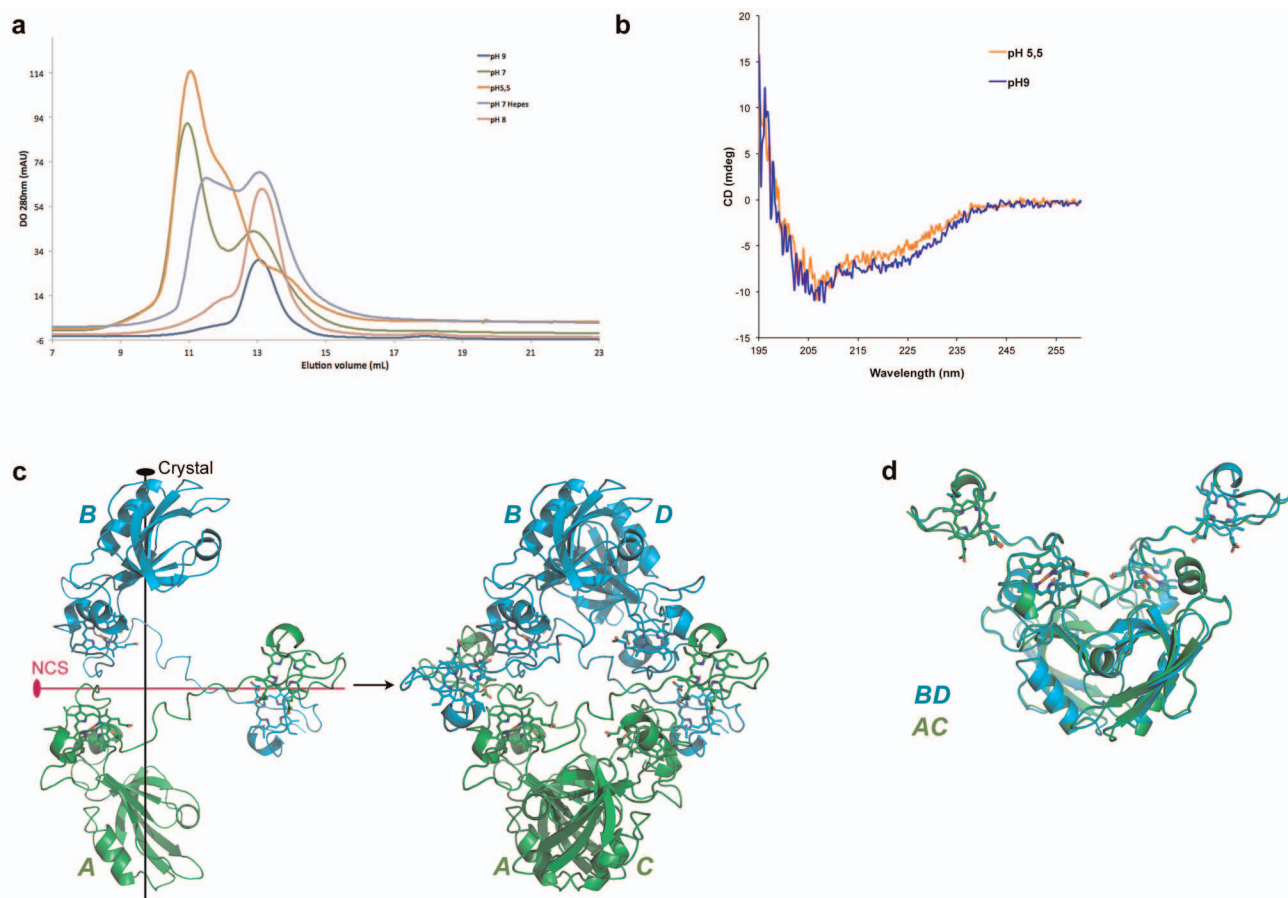 a
114
94
74
54
34
14
-6
DO 280nm (mAU)
7 9 11 13 15 17 19 21 23
Elution volume (mL)
pH 9
pH 7
pH5,5
pH 7 Hepes
pH 8
b
20
15
10
5
0
-5
-10
-15
CD (mdeg)
195 205 215 225 235 245 255
Wavelength (nm)
pH 5,5
pH9
c
Crystal
B
NCS
A
B D
A C
d
BD
AC